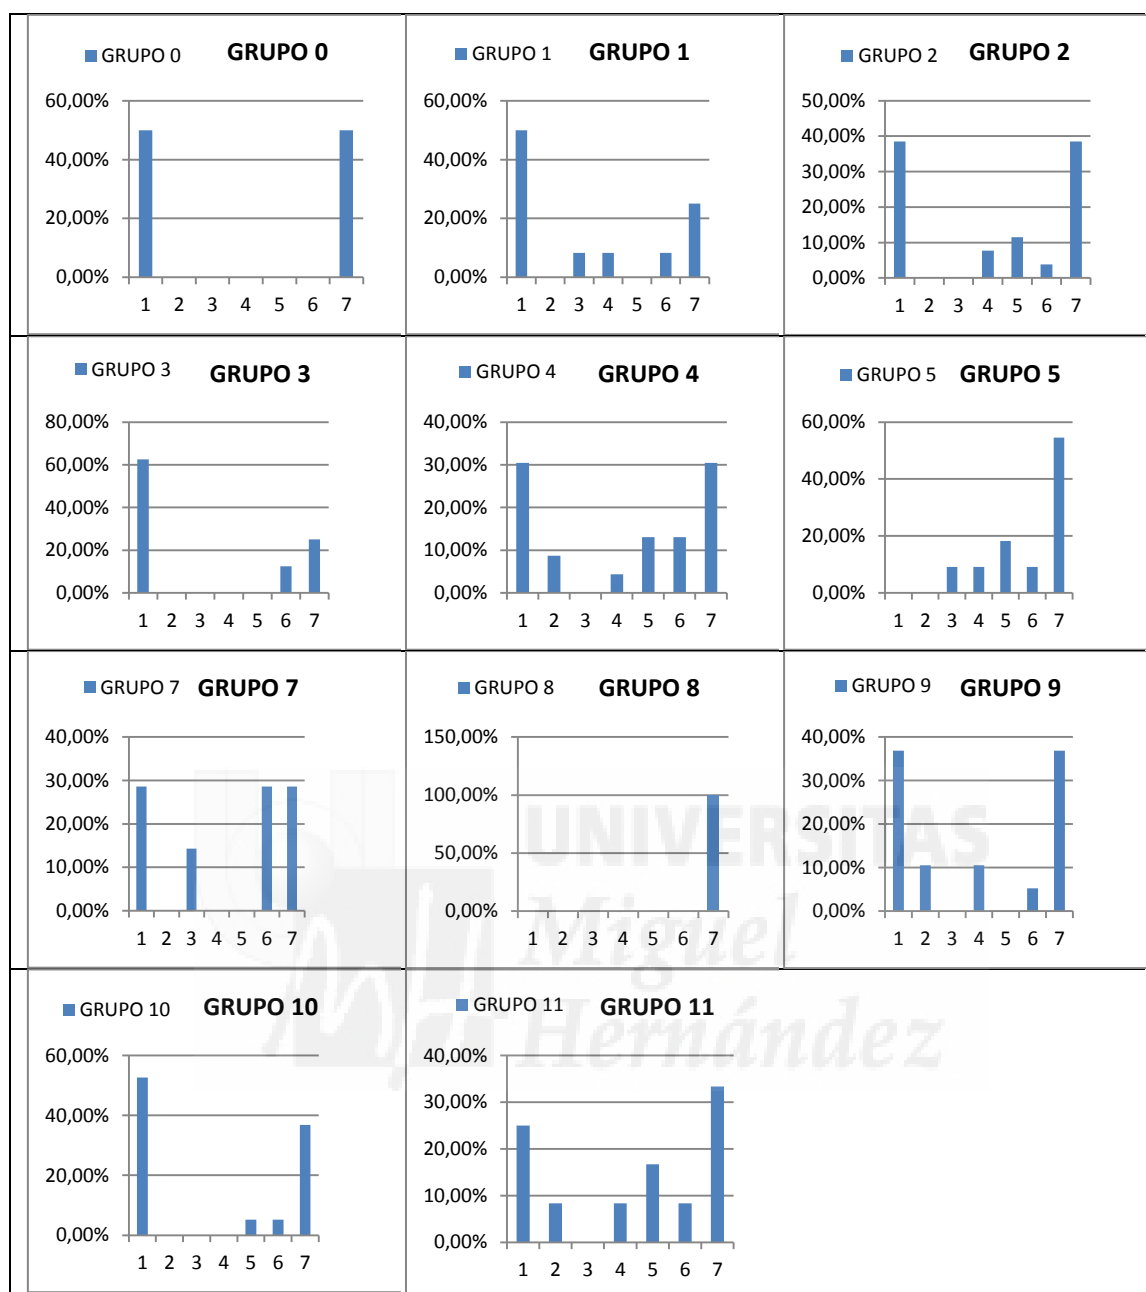 GRUPO 0 GRUPO 0
60,00%
40,00%
20,00%
0,00%
1 2 3 4 5 6 7
GRUPO 1 GRUPO 1
60,00%
40,00%
20,00%
0,00%
1 2 3 4 5 6 7
GRUPO 2 GRUPO 2
50,00%
40,00%
30,00%
20,00%
10,00%
0,00%
1 2 3 4 5 6 7
GRUPO 3 GRUPO 3
80,00%
60,00%
40,00%
20,00%
0,00%
1 2 3 4 5 6 7
GRUPO 4 GRUPO 4
40,00%
30,00%
20,00%
10,00%
0,00%
1 2 3 4 5 6 7
GRUPO 5 GRUPO 5
60,00%
40,00%
20,00%
0,00%
1 2 3 4 5 6 7
GRUPO 7 GRUPO 7
40,00%
30,00%
20,00%
10,00%
0,00%
1 2 3 4 5 6 7
GRUPO 8 GRUPO 8
150,00%
100,00%
50,00%
0,00%
1 2 3 4 5 6 7
GRUPO 9 GRUPO 9
40,00%
30,00%
20,00%
10,00%
0,00%
1 2 3 4 5 6 7
GRUPO 10 GRUPO 10
60,00%
40,00%
20,00%
0,00%
1 2 3 4 5 6 7
GRUPO 11 GRUPO 11
40,00%
30,00%
20,00%
10,00%
0,00%
1 2 3 4 5 6 7
UNIVERSITAS
Miguel
Hernández